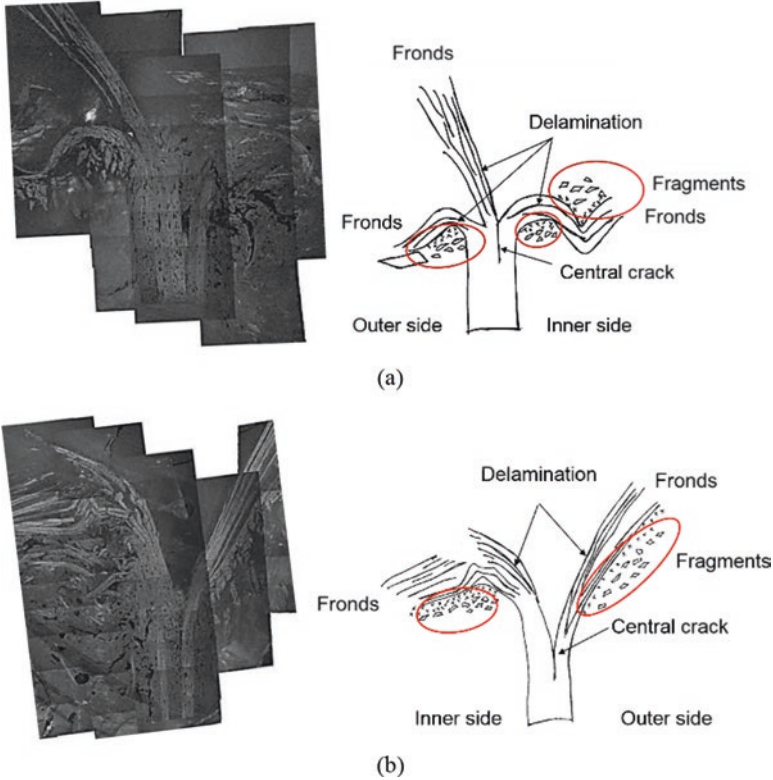 Fronds
Delamination
Fragments
Fronds
Fronds
Central crack
Outer side
Inner side
(a)
Delamination
Fronds
Fragments
Fronds
Central crack
Inner side
Outer side
(b)